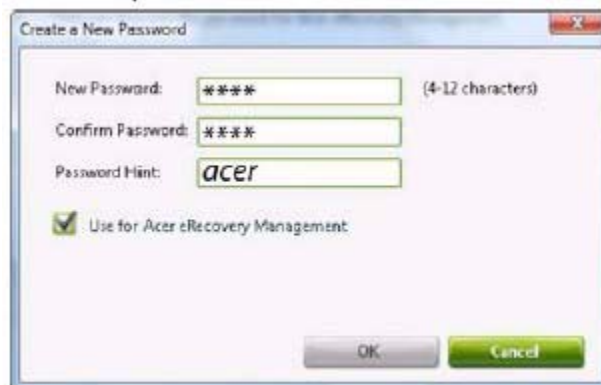 Create a New Password
New Password: **** (4-12 characters)
Confirm Password: ****
Password Hint: acer
Use for Acer eRecovery Management
OK Cancel